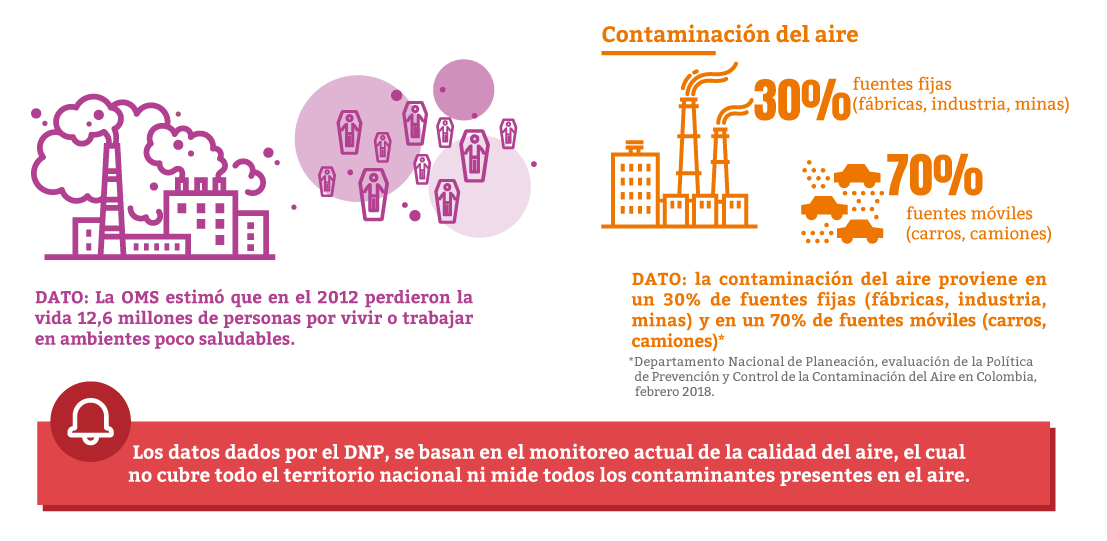 DATO: La OMS estimó que en el 2012 perdieron la
vida 12,6 millones de personas por vivir o trabajar
en ambientes poco saludables.
Contaminación del aire
30%
fuentes fijas
(fábricas, industria, minas)
70%
fuentes móviles
(carros, camiones)
DATO: la contaminación del aire proviene en
un 30% de fuentes fijas (fábricas, industria,
minas) y en un 70% de fuentes móviles (carros,
camiones)*
*Departamento Nacional de Planeación, evaluación de la Política
de Prevención y Control de la Contaminación del Aire en Colombia,
febrero 2018.
Los datos dados por el DNP, se basan en el monitoreo actual de la calidad del aire, el cual
no cubre todo el territorio nacional ni mide todos los contaminantes presentes en el aire.